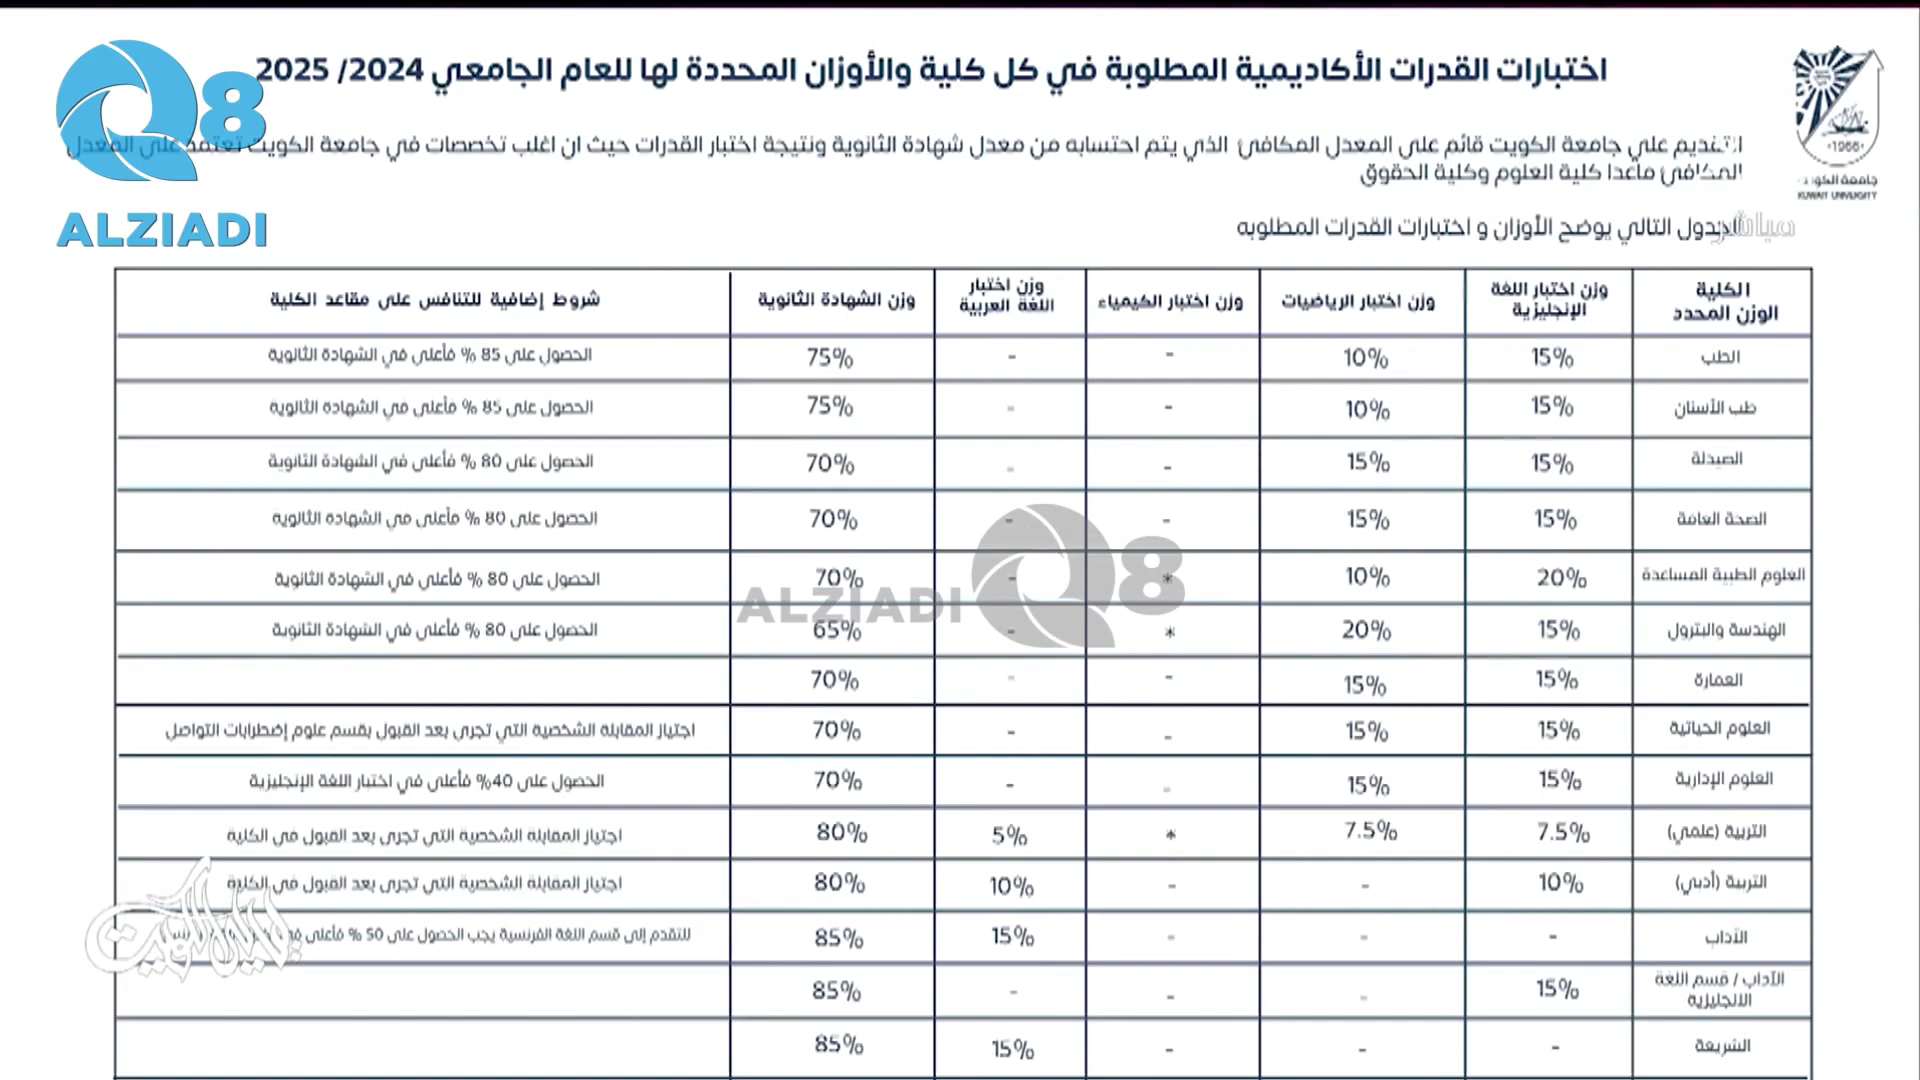 اختبارات القدرات الأكاديمية المطلوبة في كل كلية والأوزان المحددة لها للعام الجامعي 2024/ 2025
Q8
ALZIADI
1966
جامعة الكويت
KUWAIT UNIVERSITY
التقديم علي جامعة الكويت قائم على المعدل المكافئ الذي يتم احتسابه من معدل شهادة الثانوية ونتيجة اختبار القدرات حيث ان اغلب تخصصات في جامعة الكويت تعتمد على المعدل
المكافئ ماعدا كلية العلوم وكلية الحقوق
مباشر
الجدول التالي يوضح الأوزان و اختبارات القدرات المطلوبه
الكلية الوزن المحدد | وزن اختبار اللغة الإنجليزية | وزن اختبار الرياضيات | وزن اختبار الكيمياء | وزن اختبار اللغة العربية | وزن الشهادة الثانوية | شروط إضافية للتنافس على مقاعد الكلية
الطب | 15% | 10% | - | - | 75% | الحصول على 85 % فأعلى في الشهادة الثانوية
طب الأسنان | 15% | 10% | - | - | 75% | الحصول على 85 % فأعلى في الشهادة الثانوية
الصيدلة | 15% | 15% | - | - | 70% | الحصول على 80 % فأعلى في الشهادة الثانوية
الصحة العامة | 15% | 15% | - | - | 70% | الحصول على 80 % فأعلى في الشهادة الثانويه
العلوم الطبية المساعدة | 20% | 10% | * | - | 70% | الحصول على 80 % فأعلى في الشهادة الثانوية
الهندسة والبترول | 15% | 20% | * | - | 65% | الحصول على 80 % فأعلى في الشهادة الثانوية
العمارة | 15% | 15% | - | - | 70%
العلوم الحياتية | 15% | 15% | - | - | 70% | اجتياز المقابلة الشخصية التي تجرى بعد القبول بقسم علوم إضطرابات التواصل
العلوم الإدارية | 15% | 15% | - | - | 70% | الحصول على 40% فأعلى في اختبار اللغة الإنجليزية
التربية (علمي) | 7.5% | 7.5% | * | 5% | 80% | اجتياز المقابلة الشخصية التي تجرى بعد القبول في الكلية
التربية (أدبي) | 10% | - | - | 10% | 80% | اجتياز المقابلة الشخصية التي تجرى بعد القبول في الكلية
الآداب | - | - | - | 15% | 85% | للتقدم إلى قسم اللغة الفرنسية يجب الحصول على 50 % فأعلى
الآداب / قسم اللغة الانجليزيه | 15% | - | - | - | 85%
الشريعة | - | - | - | 15% | 85%
ALZIADI Q8
ليالي الكويت